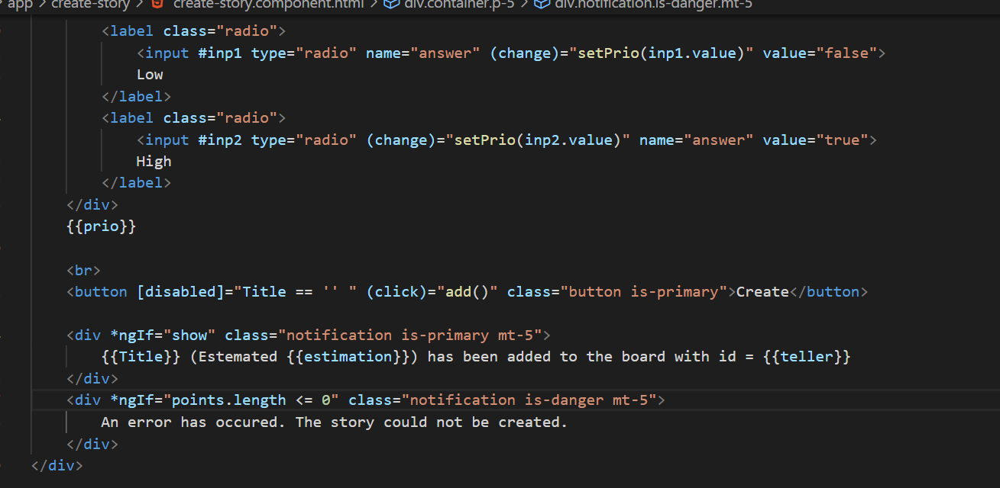 app > create-story > create-story.component.html > div.container.p-5 > div.notification.is-danger.mt-5
<label class="radio">
<input #inp1 type="radio" name="answer" (change)="setPrio(inp1.value)" value="false">
Low
</label>
<label class="radio">
<input #inp2 type="radio" (change)="setPrio(inp2.value)" name="answer" value="true">
High
</label>
</div>
{{prio}}
<br>
<button [disabled]="Title == '' " (click)="add()" class="button is-primary">Create</button>
<div *ngIf="show" class="notification is-primary mt-5">
{{Title}} (Estemated {{estimation}}) has been added to the board with id = {{teller}}
</div>
<div *ngIf="points.length <= 0" class="notification is-danger mt-5">
An error has occured. The story could not be created.
</div>
</div>